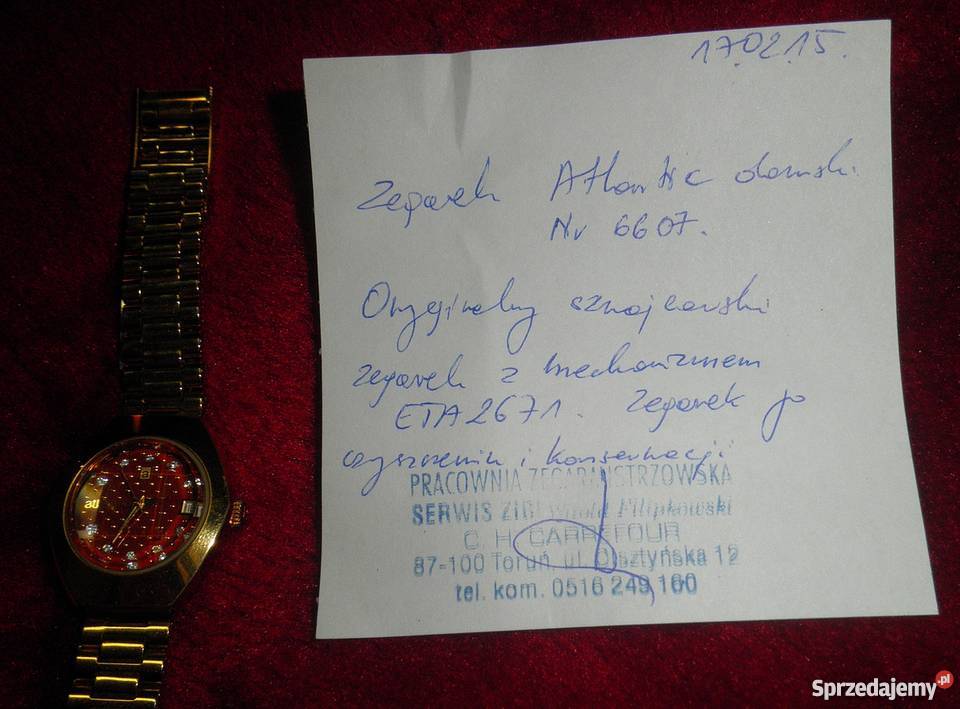 17.02.15.
Zegarek Atlantic damski
Nr 6607.
Oryginalny szwajcarski
zegarek z mechanizmem
ETA 2671. Zegarek po
czyszczeniu i konserwacji
PRACOWNIA ZEGARMISTRZOWSKA
SERWIS Filipkowski
C. H. CARREFOUR
87-100 Toruń, ul. Olsztyńska 12
tel. kom. 0516 249 160
Sprzedajemy.pl